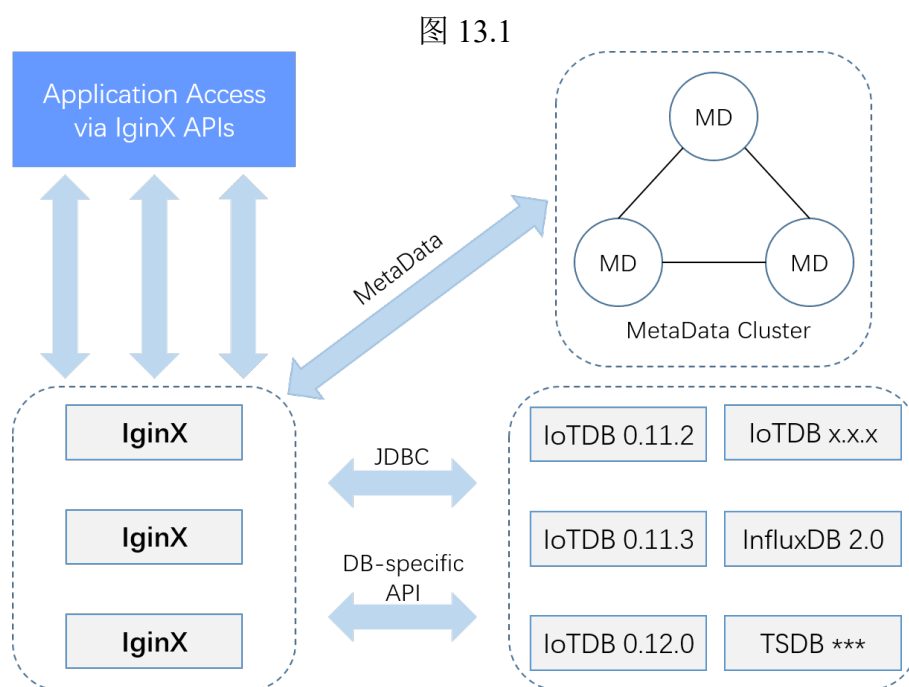 图 13.1
Application Access
via IginX APIs
MD
MD
MD
MetaData Cluster
MetaData
IginX
IginX
IginX
JDBC
DB-specific
API
IoTDB 0.11.2
IoTDB x.x.x
IoTDB 0.11.3
InfluxDB 2.0
IoTDB 0.12.0
TSDB ***